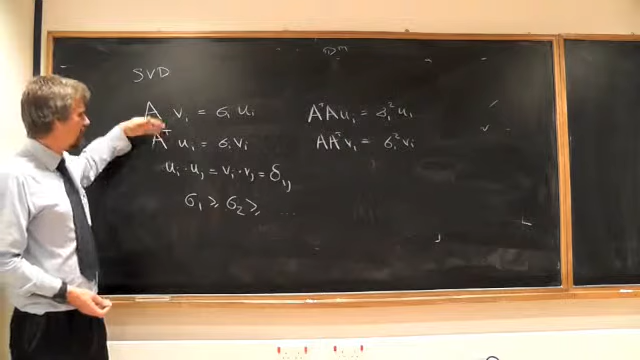 SVD
A vᵢ = σᵢ uᵢ
Aᵀ uᵢ = σᵢ vᵢ
uᵢ · uⱼ = vᵢ · vⱼ = δᵢⱼ
σ₁ ≥ σ₂ ≥ ...
AᵀA uᵢ = σᵢ² uᵢ
AAᵀ vᵢ = σᵢ² vᵢ